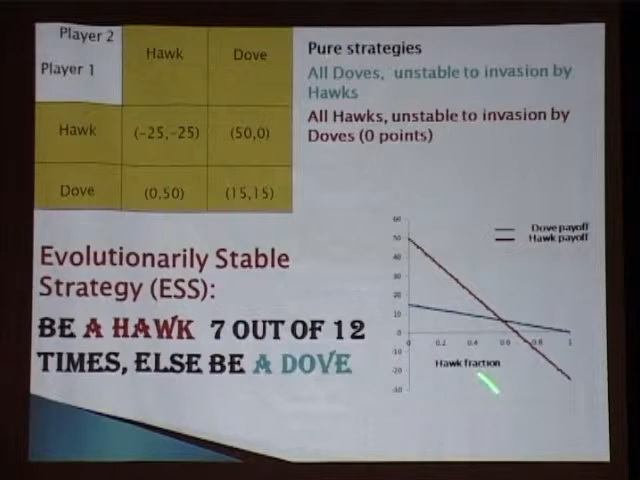 Player 2
Player 1
Hawk Dove
Hawk (-25,-25) (50,0)
Dove (0,50) (15,15)
Pure strategies
All Doves, unstable to invasion by
Hawks
All Hawks, unstable to invasion by
Doves (0 points)
Evolutionarily Stable
Strategy (ESS):
BE A HAWK 7 OUT OF 12
TIMES, ELSE BE A DOVE
60
50
40
30
20
10
0
-10
-20
-30
0 0.2 0.4 0.6 0.8 1
Hawk fraction
Dove payoff
Hawk payoff